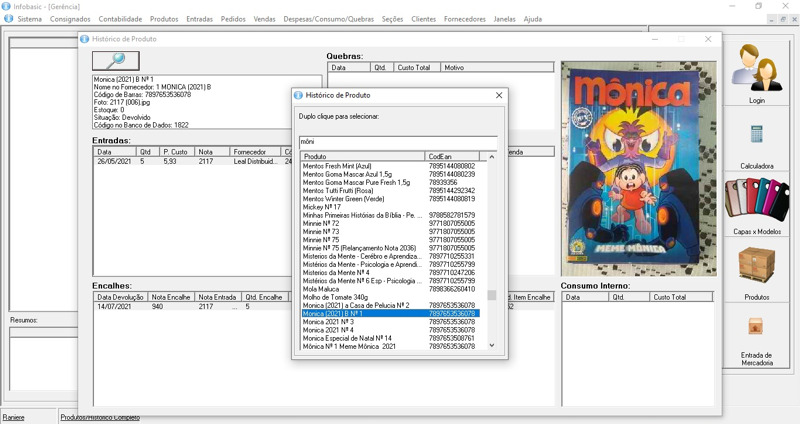 Infobasic - [Gerência]
Sistema Consignados Contabilidade Produtos Entradas Pedidos Vendas Despesas/Consumo/Quebras Seções Clientes Fornecedores Janelas Ajuda
Histórico de Produto
Monica (2021) B Nº 1
Nome no Fornecedor: 1 MONICA (2021) B
Código de Barras: 7897653536078
Foto: 2117 (006).jpg
Estoque: 0
Situação: Devolvido
Código no Banco de Dados: 1822
Quebras:
Data Qtd. Custo Total Motivo
Entradas:
Data Qtd P. Custo Nota Fornecedor
26/05/2021 5 5,93 2117 Leal Distribuid...
Encalhes:
Data Devolução Nota Encalhe Nota Entrada Qtd. Encalhe
14/07/2021 940 ... 5
d. Item Encalhe
Consumo Interno:
Data Qtd. Custo Total
Resumos:
Histórico de Produto
Duplo clique para selecionar:
môni
Produto CodEan
Mentos Fresh Mint (Azul) 7895144080802
Mentos Goma Mascar Azul 1,5g 7895144080239
Mentos Goma Mascar Pure Fresh 1,5g 78939356
Mentos Tutti Frutti (Rosa) 7895144292342
Mentos Winter Green (Verde) 7895144080819
Mickey Nº 17
Minhas Primeiras Histórias da Bíblia - Pe. ... 9788582781579
Minnie Nº 72 9771807055005
Minnie Nº 73 9771807055005
Minnie Nº 75 9771807055005
Minnie Nº 75 (Relançamento Nota 2036) 9771807055005
Misterios da Mente - Cérebro e Aprendiza... 7897710255331
Misterios da Mente - Psicologia e Aprendi... 7897710255799
Mistérios da Mente Nº 4 7897710247206
Mistérios da Mente Nº 6 Esp - Psicologia ... 7897710255799
Mola Maluca 7898366260410
Molho de Tomate 340g
Monica (2021) a Casa de Pelucia Nº 2 7897653536078
Monica (2021) B Nº 1 7897653536078
Monica 2021 Nº 3 7897653536078
Monica 2021 Nº 4 7897653536078
Monica Especial de Natal Nº 14 7897653508761
Mônica Nº 1 Meme Mônica 2021 7897653536078
mônica
MEME MÔNICA
Login
Calculadora
Capas x Modelos
Produtos
Entrada de
Mercadoria
Raniere
Produtos/Histórico Completo